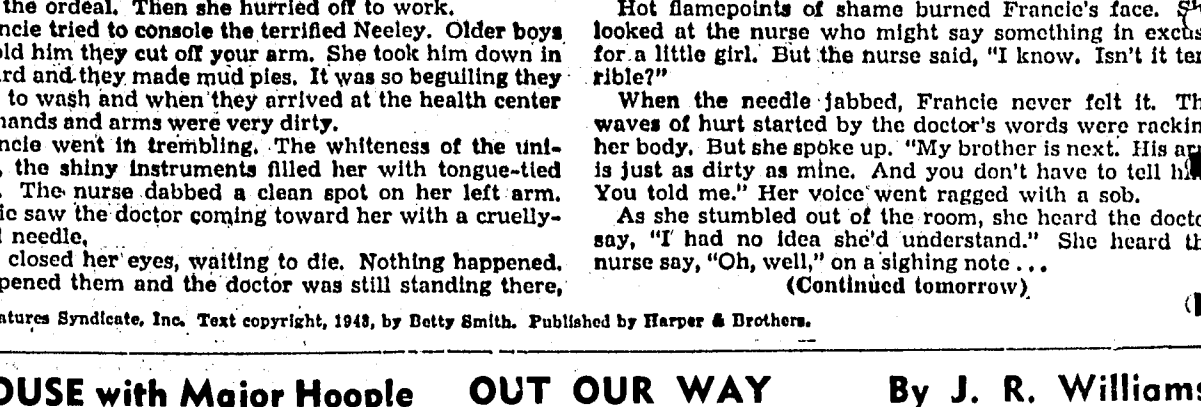 the ordeal. Then she hurried off to work.
ncie tried to console the terrified Neeley. Older boys
old him they cut off your arm. She took him down in
rd and they made mud pies. It was so beguiling they
to wash and when they arrived at the health center
hands and arms were very dirty.
ncie went in trembling. The whiteness of the uni-
, the shiny instruments filled her with tongue-tied
. The nurse dabbed a clean spot on her left arm.
ie saw the doctor coming toward her with a cruelly-
needle.
closed her eyes, waiting to die. Nothing happened.
pened them and the doctor was still standing there,
Hot flamepoints of shame burned Francie's face. Sh
looked at the nurse who might say something in excus
for a little girl. But the nurse said, "I know. Isn't it ter
rible?"
When the needle jabbed, Francie never felt it. Th
waves of hurt started by the doctor's words were rackin
her body. But she spoke up. "My brother is next. His ar
is just as dirty as mine. And you don't have to tell hi
You told me." Her voice went ragged with a sob.
As she stumbled out of the room, she heard the docto
say, "I had no idea she'd understand." She heard th
nurse say, "Oh, well," on a sighing note ...
(Continued tomorrow)
atures Syndicate, Inc. Text copyright, 1943, by Betty Smith. Published by Harper & Brothers.
OUSE with Major Hoople OUT OUR WAY By J. R. Williams